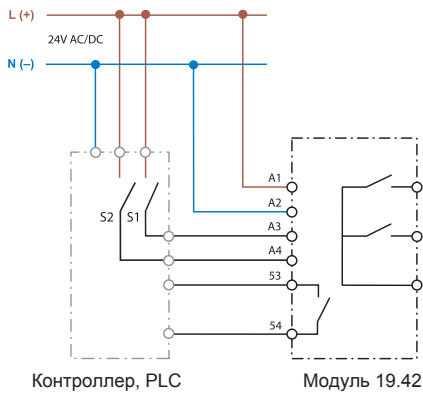 L (+)
24V AC/DC
N (–)
A1
A2
S2 S1
A3
A4
53
54
Контроллер, PLC
Модуль 19.42